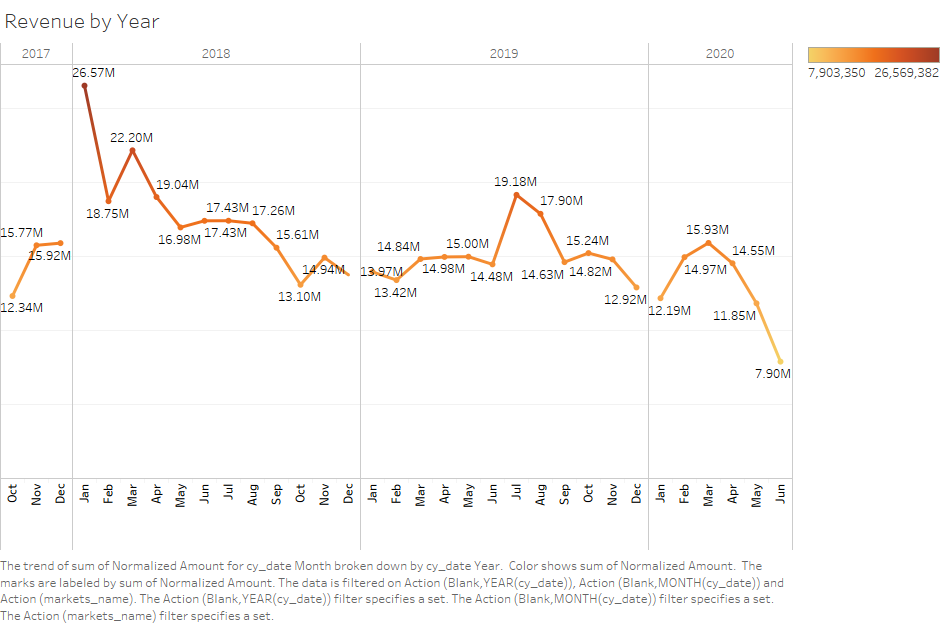 Revenue by Year
2017 2018 2019 2020
7,903,350 26,569,382
26.57M
22.20M
19.04M 19.18M
17.43M 17.26M 17.90M
18.75M
15.77M 16.98M 17.43M 15.61M 14.84M 15.00M 15.24M 15.93M
15.92M 14.94M 13.97M 14.98M 14.48M 14.63M 14.82M 14.97M 14.55M
12.34M 13.10M 13.42M 12.92M 12.19M 11.85M
7.90M
Oct Nov Dec Jan Feb Mar Apr May Jun Jul Aug Sep Oct Nov Dec Jan Feb Mar Apr May Jun Jul Aug Sep Oct Nov Dec Jan Feb Mar Apr May Jun
The trend of sum of Normalized Amount for cy_date Month broken down by cy_date Year. Color shows sum of Normalized Amount. The
marks are labeled by sum of Normalized Amount. The data is filtered on Action (Blank,YEAR(cy_date)), Action (Blank,MONTH(cy_date)) and
Action (markets_name). The Action (Blank,YEAR(cy_date)) filter specifies a set. The Action (Blank,MONTH(cy_date)) filter specifies a set.
The Action (markets_name) filter specifies a set.